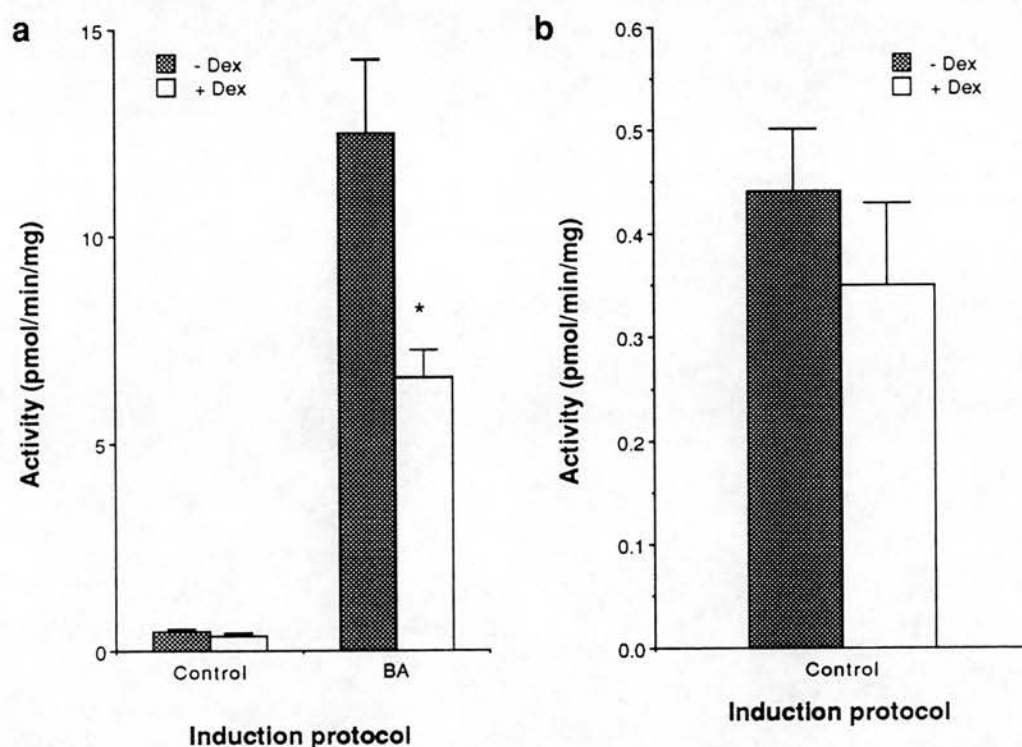 a
15
- Dex
+ Dex
10
Activity (pmol/min/mg)
5
*
0
Control
BA
Induction protocol
b
0.6
- Dex
+ Dex
0.5
0.4
Activity (pmol/min/mg)
0.3
0.2
0.1
0.0
Control
Induction protocol